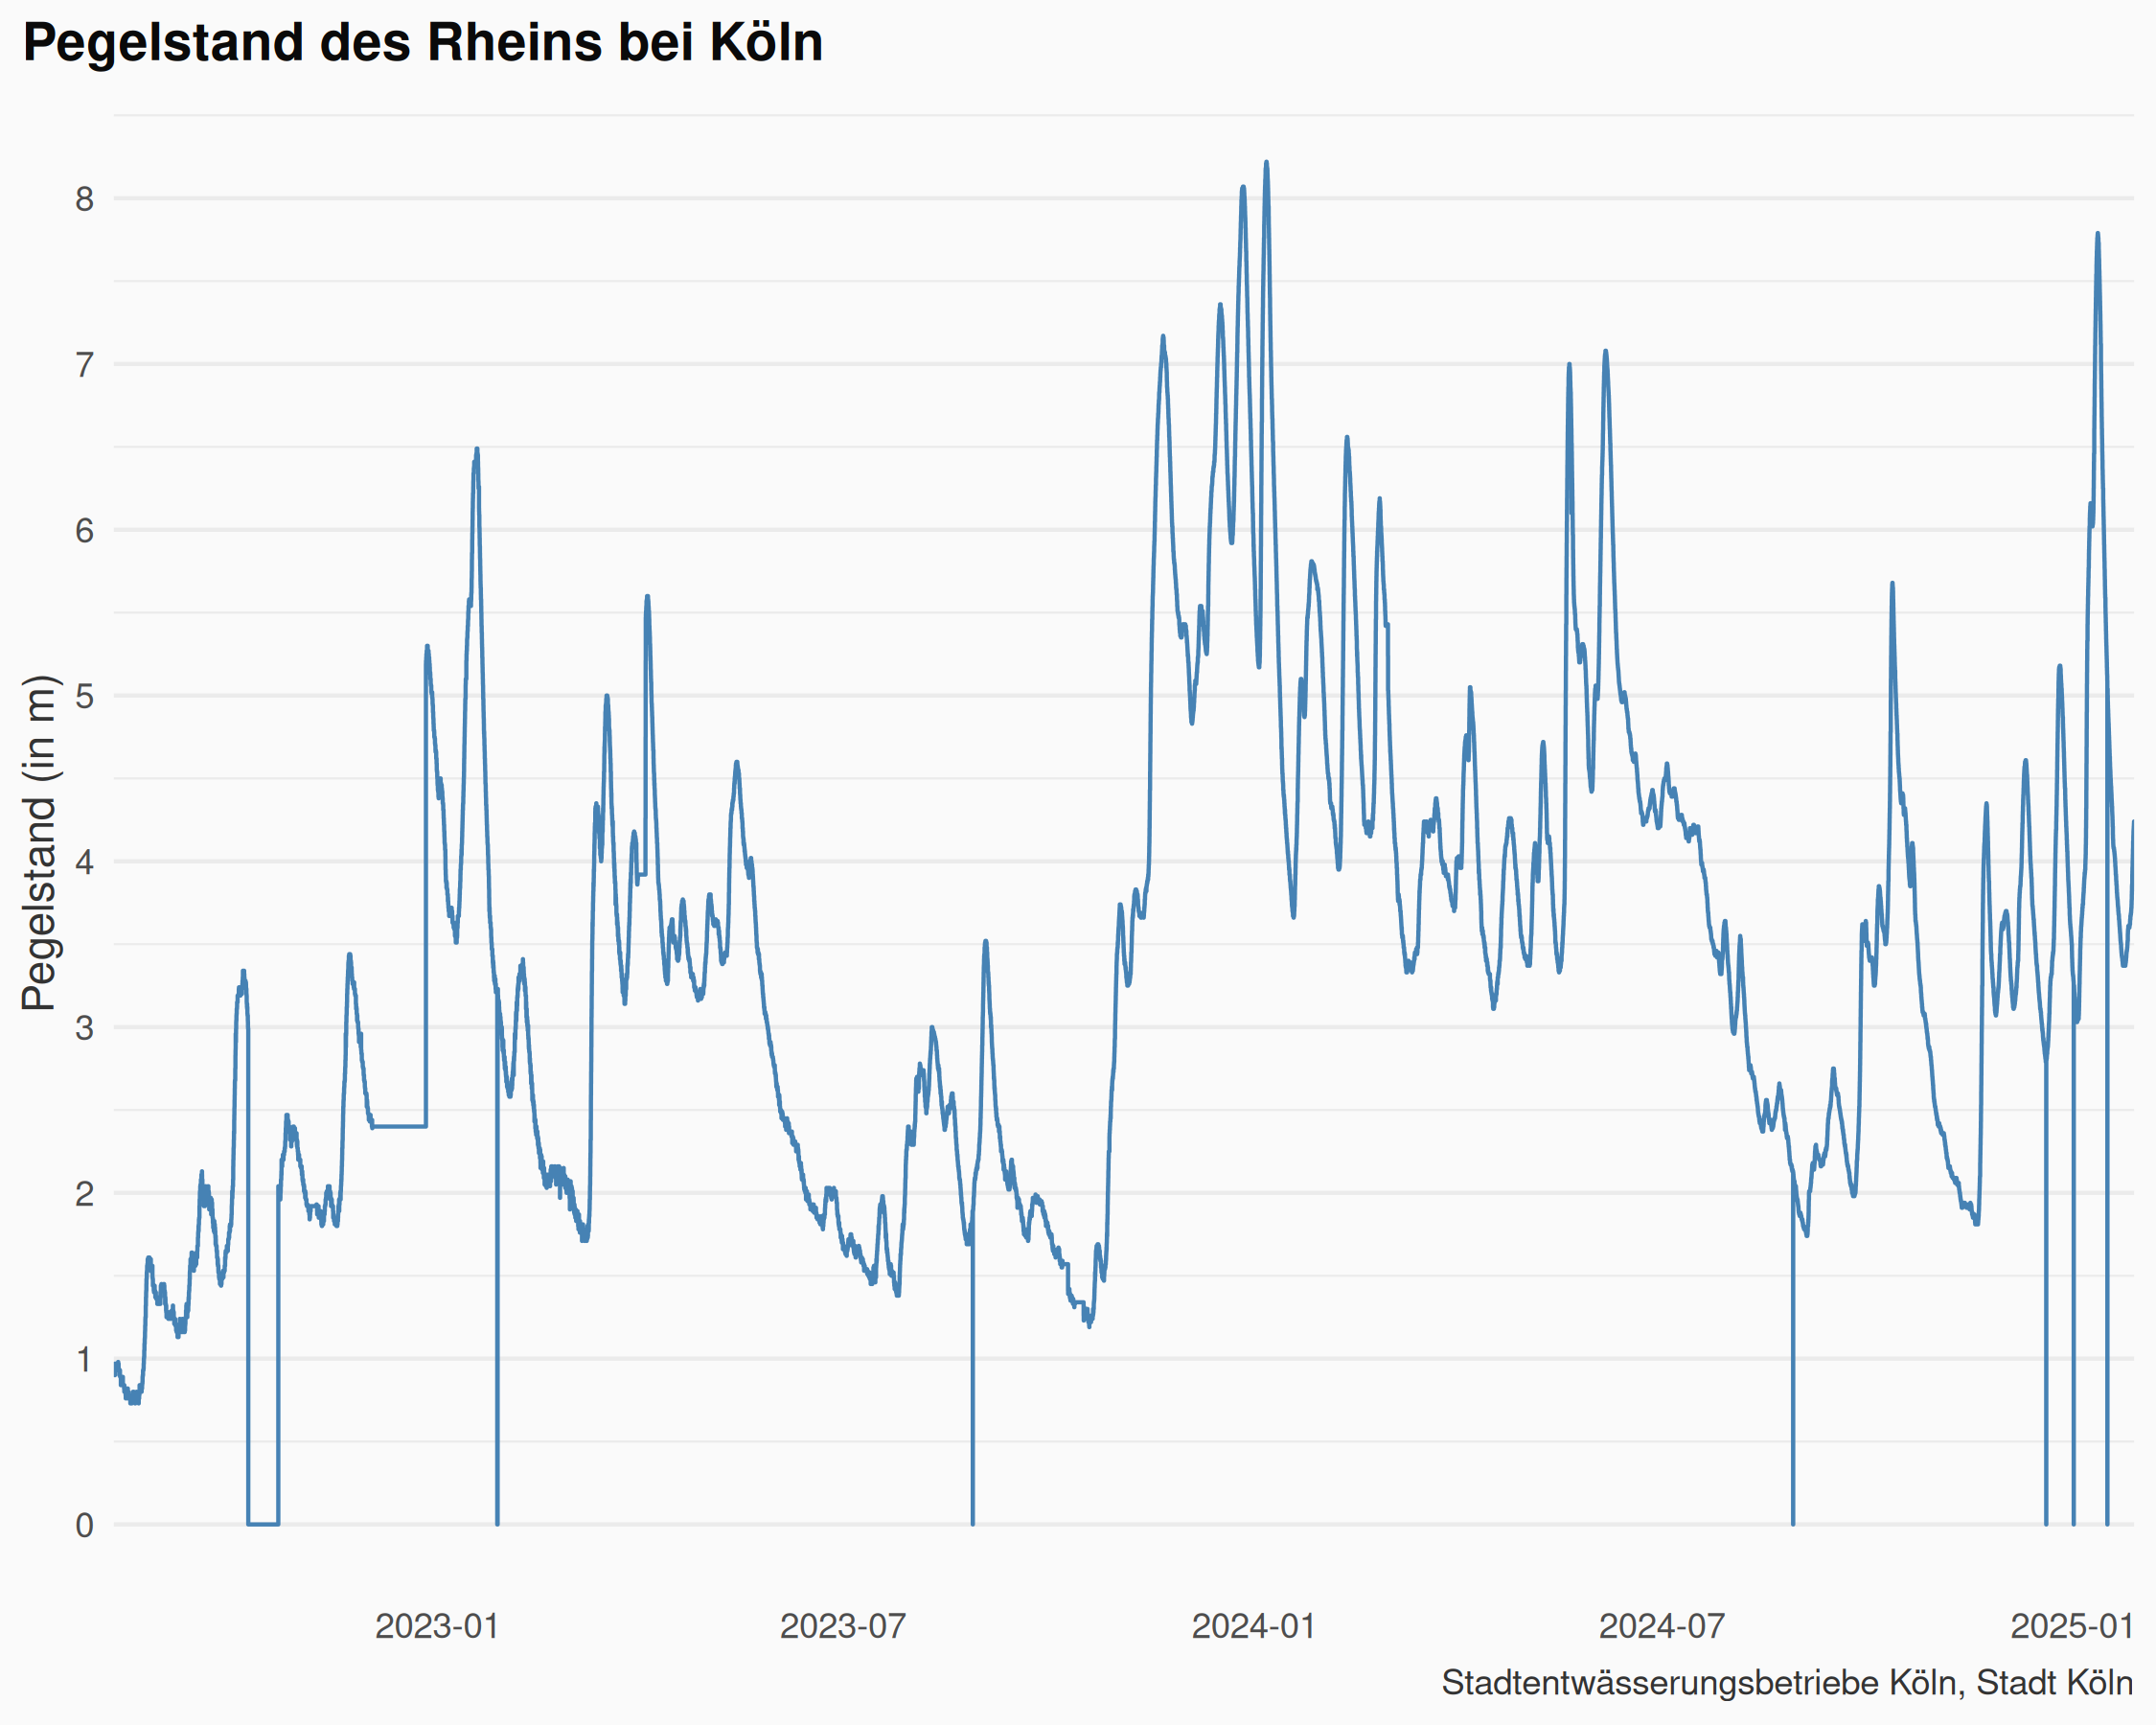 Pegelstand des Rheins bei Köln
Pegelstand (in m)
8
7
6
5
4
3
2
1
0
2023-01 2023-07 2024-01 2024-07 2025-01
Stadtentwässerungsbetriebe Köln, Stadt Köln